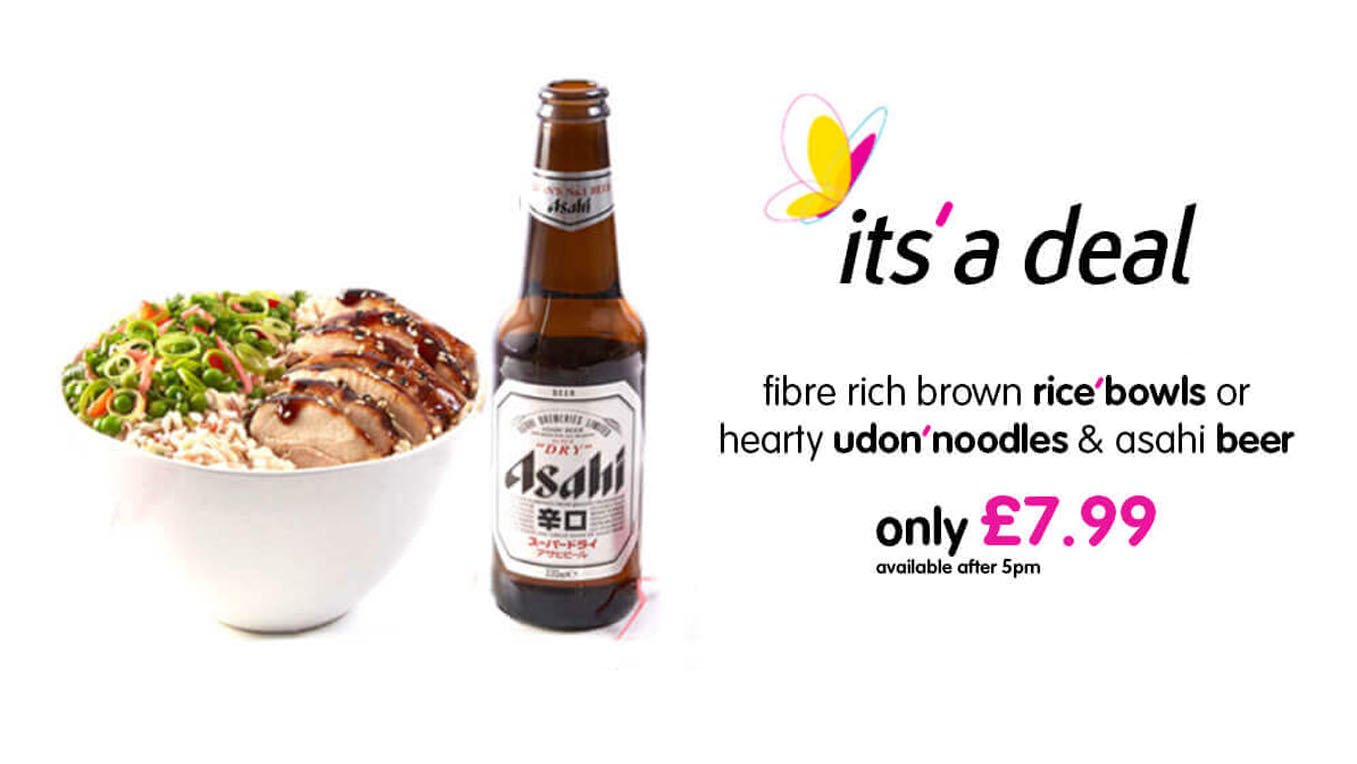 Asahi
BEER
"DRY"
Asahi
辛口
スーパードライ
アサヒビール
its'a deal
fibre rich brown rice'bowls or
hearty udon'noodles & asahi beer
only £7.99
available after 5pm